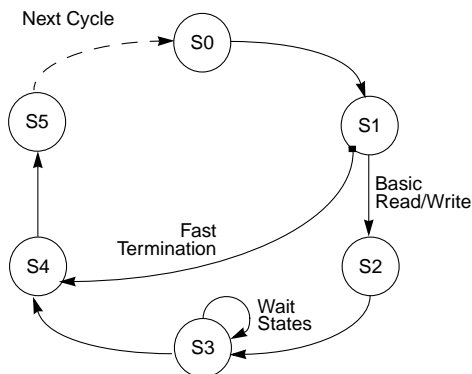 Next Cycle
S0
S5
S1
Basic
Read/Write
Fast
Termination
S4
S2
Wait
States
S3